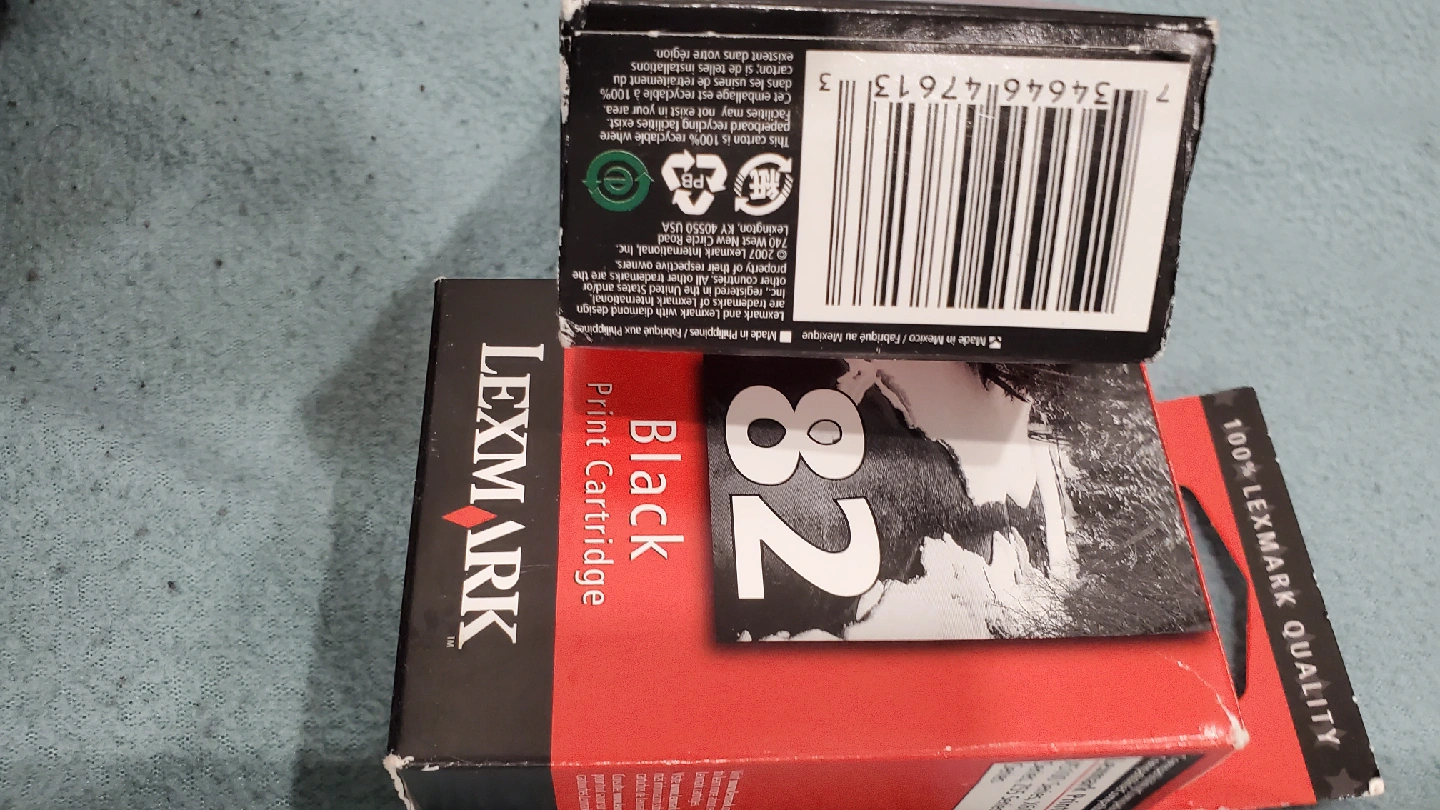 Made in Mexico / Fabriqué au Mexique
Made in Philippines / Fabriqué aux Philippines
Lexmark and Lexmark with diamond design
are trademarks of Lexmark International,
Inc., registered in the United States and/or
other countries. All other trademarks are the
property of their respective owners.
© 2007 Lexmark International, Inc.
740 West New Circle Road
Lexington, KY 40550 USA
紙
PB
This carton is 100% recyclable where
paperboard recycling facilities exist.
Facilities may not exist in your area.
Cet emballage est recyclable à 100%
dans les usines de retraitement du
carton; si de telles installations
existent dans votre région.
7 34646 47613 3
100% LEXMARK QUALITY
82
Black
Print Cartridge
LEXMARK™